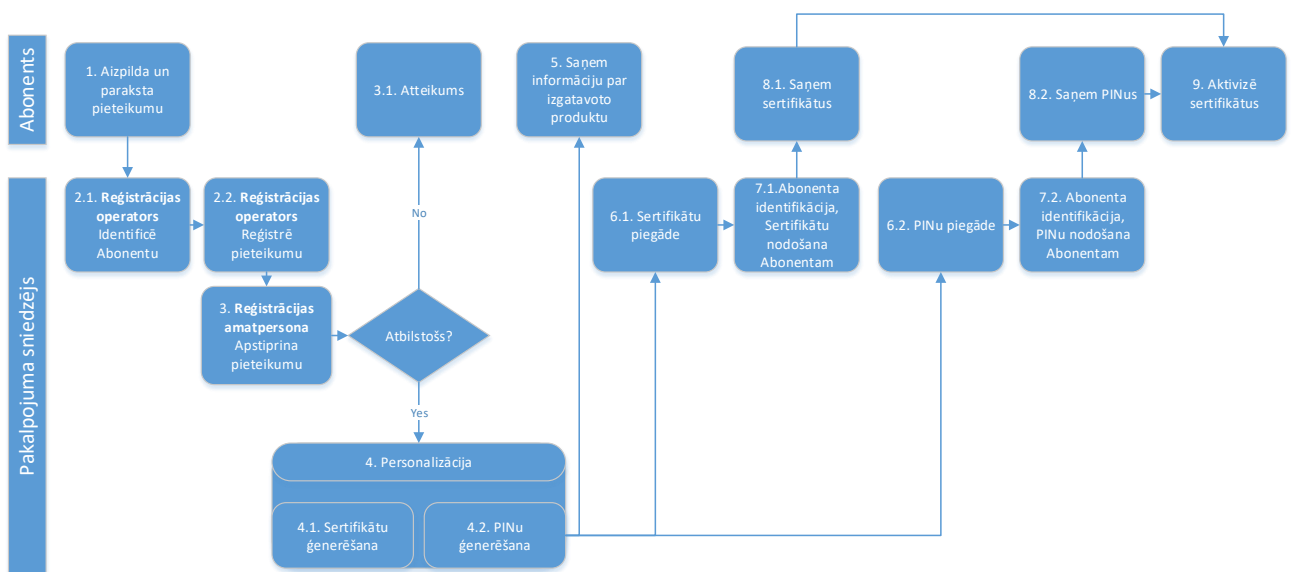 Abonents
1. Aizpilda un
paraksta
pieteikumu
3.1. Atteikums
5. Saņem
informāciju par
izgatavoto
produktu
8.1. Saņem
sertifikātus
8.2. Saņem PINus
9. Aktivizē
sertifikātus
Pakalpojuma sniedzējs
2.1. Reģistrācijas
operators
Identificē
Abonentu
2.2. Reģistrācijas
operators
Reģistrē
pieteikumu
No
6.1. Sertifikātu
piegāde
7.1.Abonenta
identifikācija,
Sertifikātu
nodošana
Abonentam
6.2. PINu piegāde
7.2. Abonenta
identifikācija,
PINu nodošana
Abonentam
3. Reģistrācijas
amatpersona
Apstiprina
pieteikumu
Atbilstošs?
Yes
4. Personalizācija
4.1. Sertifikātu
ģenerēšana
4.2. PINu
ģenerēšana